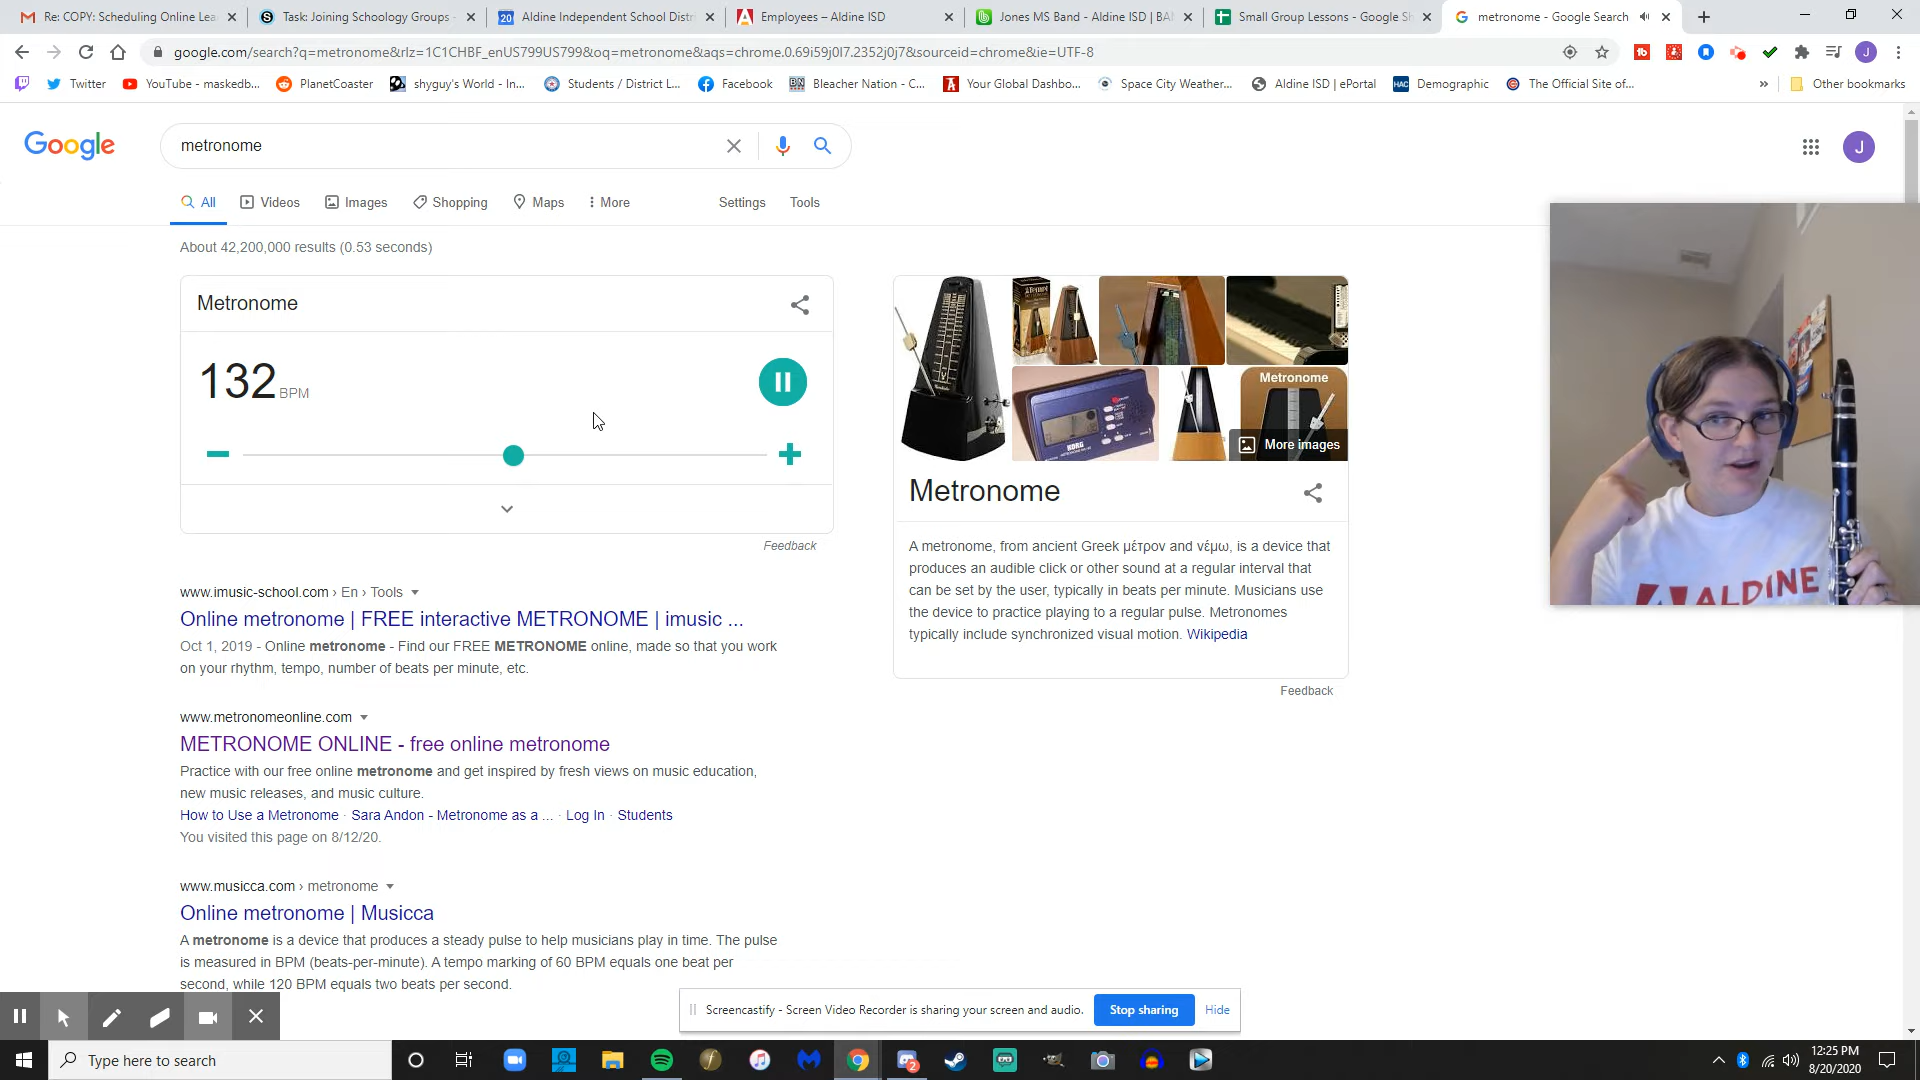 Re: COPY: Scheduling Online Lea
Task: Joining Schoology Groups -
20
Aldine Independent School Distri
Employees – Aldine ISD
Jones MS Band - Aldine ISD | BA
Small Group Lessons - Google Sh
metronome - Google Search
google.com/search?q=metronome&rlz=1C1CHBF_enUS799US799&oq=metronome&aqs=chrome.0.69i59j0l7.2352j0j7&sourceid=chrome&ie=UTF-8
J
Twitter
YouTube - maskedb...
PlanetCoaster
shyguy's World - In...
Students / District L...
Facebook
BN
Bleacher Nation - C...
Your Global Dashbo...
Space City Weather...
Aldine ISD | ePortal
HAC
Demographic
The Official Site of...
»
Other bookmarks
Google
metronome
J
All
Videos
Images
Shopping
Maps
More
Settings
Tools
About 42,200,000 results (0.53 seconds)
Metronome
132 BPM
Feedback
www.imusic-school.com › En › Tools
Online metronome | FREE interactive METRONOME | imusic ...
Oct 1, 2019 - Online metronome - Find our FREE METRONOME online, made so that you work
on your rhythm, tempo, number of beats per minute, etc.
www.metronomeonline.com
METRONOME ONLINE - free online metronome
Practice with our free online metronome and get inspired by fresh views on music education,
new music releases, and music culture.
How to Use a Metronome · Sara Andon - Metronome as a ... · Log In · Students
You visited this page on 8/12/20.
www.musicca.com › metronome
Online metronome | Musicca
A metronome is a device that produces a steady pulse to help musicians play in time. The pulse
is measured in BPM (beats-per-minute). A tempo marking of 60 BPM equals one beat per
second, while 120 BPM equals two beats per second.
Metronome
KORG
More images
Metronome
A metronome, from ancient Greek μέτρον and νέμω, is a device that
produces an audible click or other sound at a regular interval that
can be set by the user, typically in beats per minute. Musicians use
the device to practice playing to a regular pulse. Metronomes
typically include synchronized visual motion. Wikipedia
Feedback
ALDINE
Screencastify - Screen Video Recorder is sharing your screen and audio.
Stop sharing
Hide
Type here to search
2
12:25 PM
8/20/2020